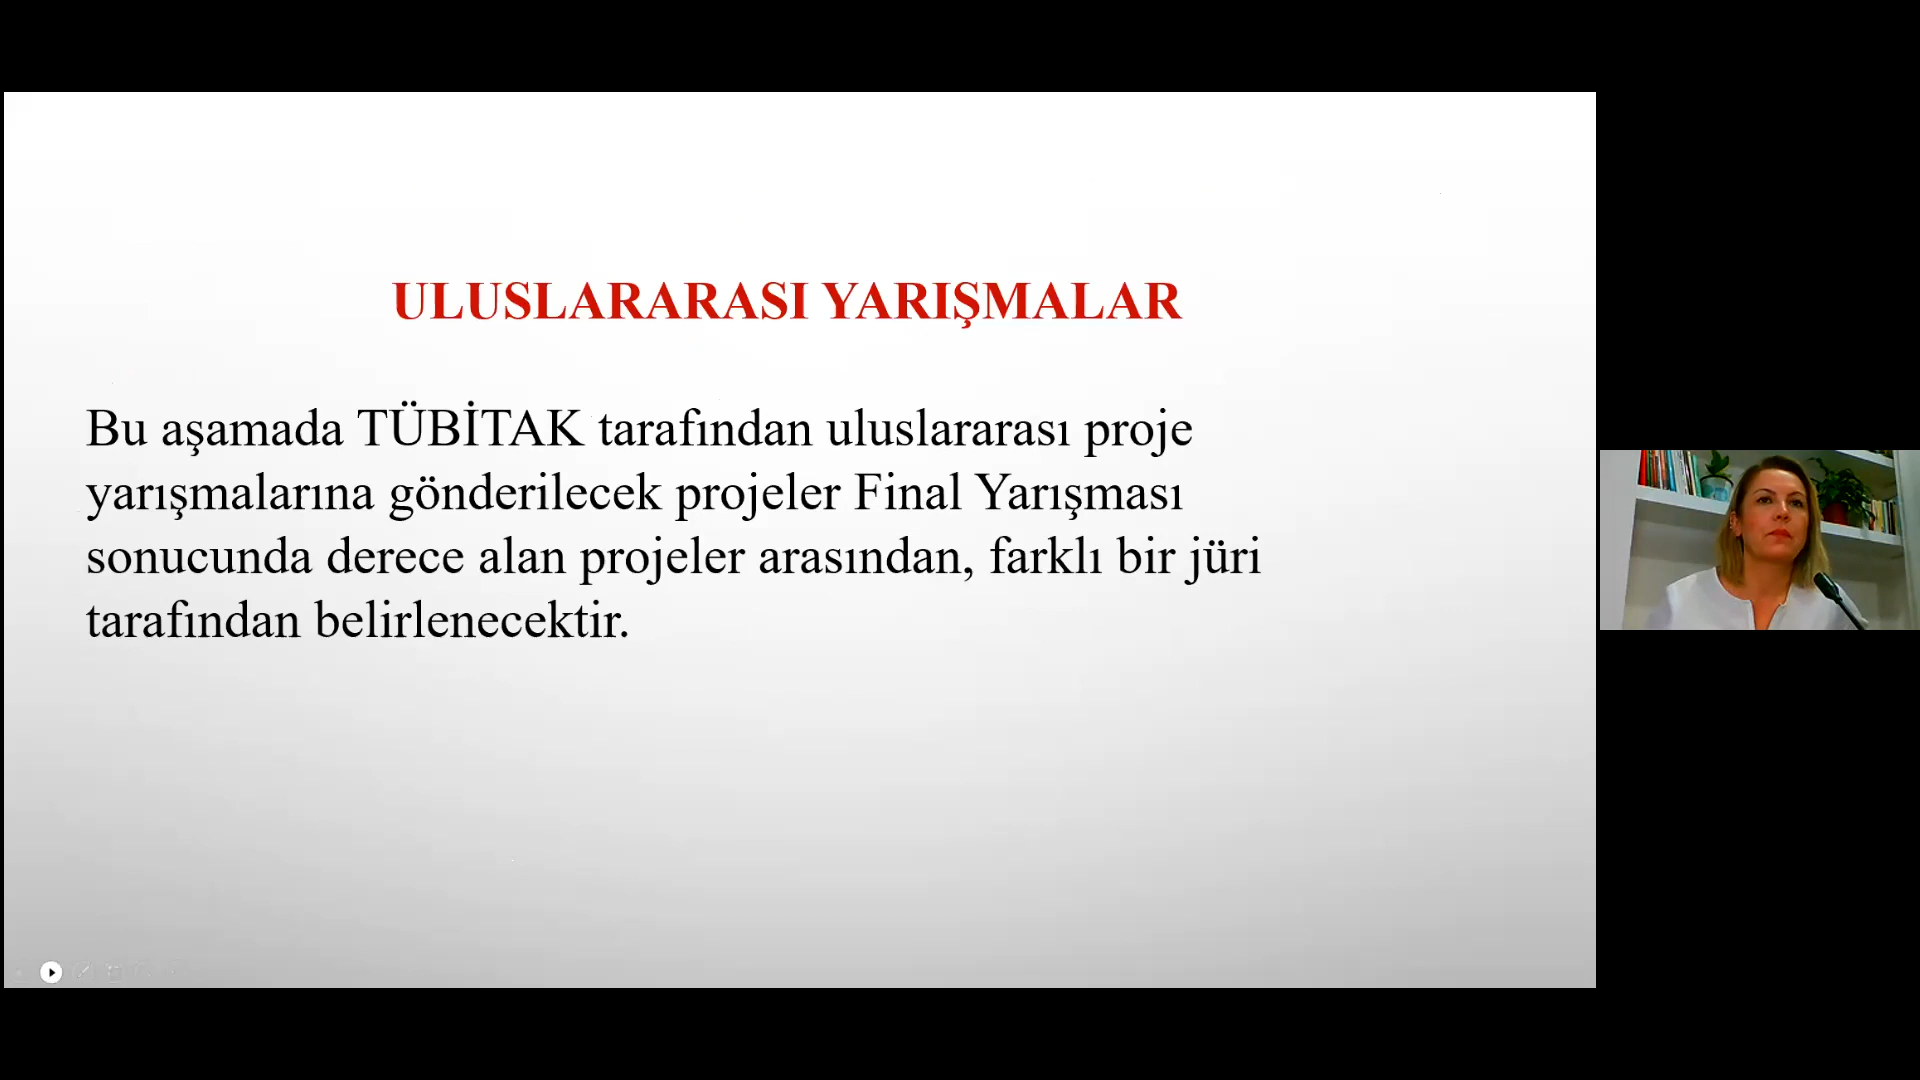 ULUSLARARASI YARIŞMALAR
Bu aşamada TÜBİTAK tarafından uluslararası proje
yarışmalarına gönderilecek projeler Final Yarışması
sonucunda derece alan projeler arasından, farklı bir jüri
tarafından belirlenecektir.